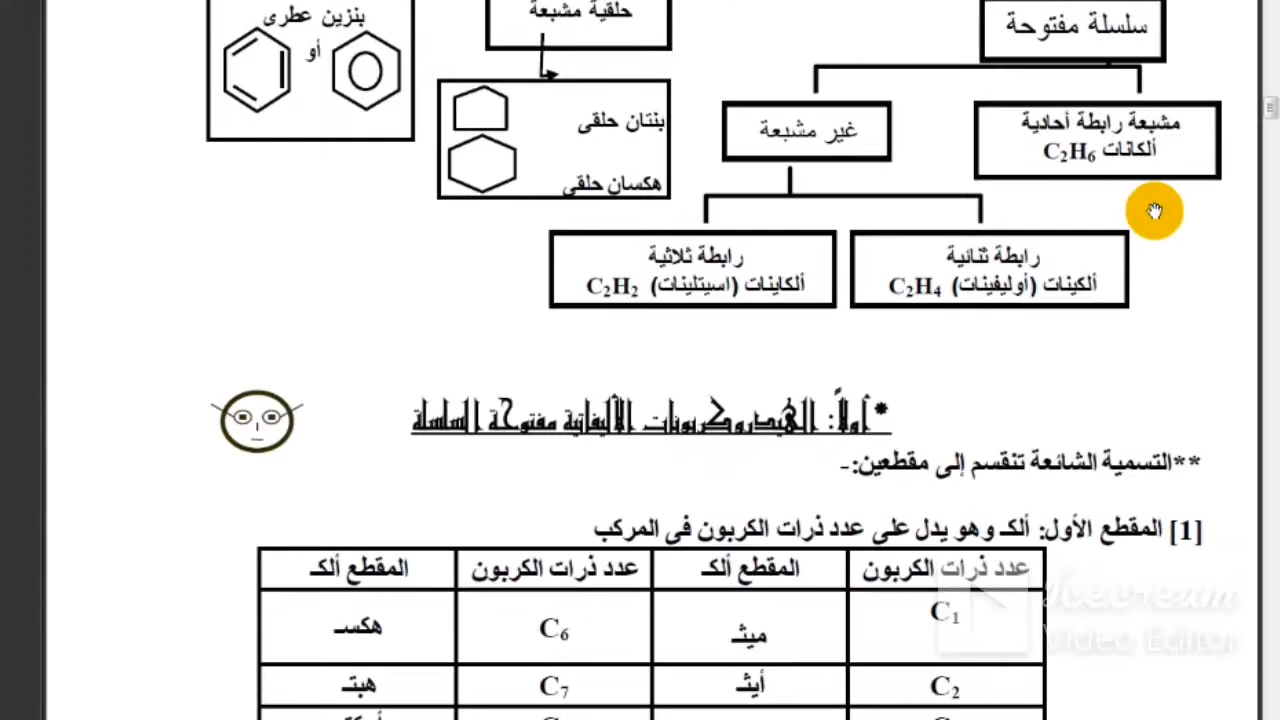 سلسلة مفتوحة
حلقية مشبعة
بنزين عطرى
أو
مشبعة رابطة أحادية
ألكانات C₂H₆
غير مشبعة
بنتان حلقى
هكسان حلقى
رابطة ثنائية
ألكينات (أوليفينات) C₂H₄
رابطة ثلاثية
ألكاينات (اسيتلينات) C₂H₂
*أولاً: الهيدروكربونات الأليفاتية مفتوحة السلسلة
**التسمية الشائعة تنقسم إلى مقطعين:-
[1] المقطع الأول: ألكـ وهو يدل على عدد ذرات الكربون فى المركب
عدد ذرات الكربون المقطع ألكـ عدد ذرات الكربون المقطع ألكـ
C₁ ميثـ C₆ هكسـ
C₂ أيثـ C₇ هبتـ
Video Editor